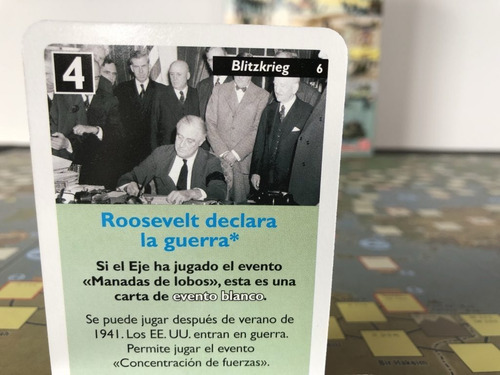 4
Blitzkrieg 6
Roosevelt declara
la guerra*
Si el Eje ha jugado el evento
«Manadas de lobos», esta es una
carta de evento blanco.
Se puede jugar después de verano de
1941. Los EE. UU. entran en guerra.
Permite jugar el evento
«Concentración de fuerzas».
Bir Hakeim